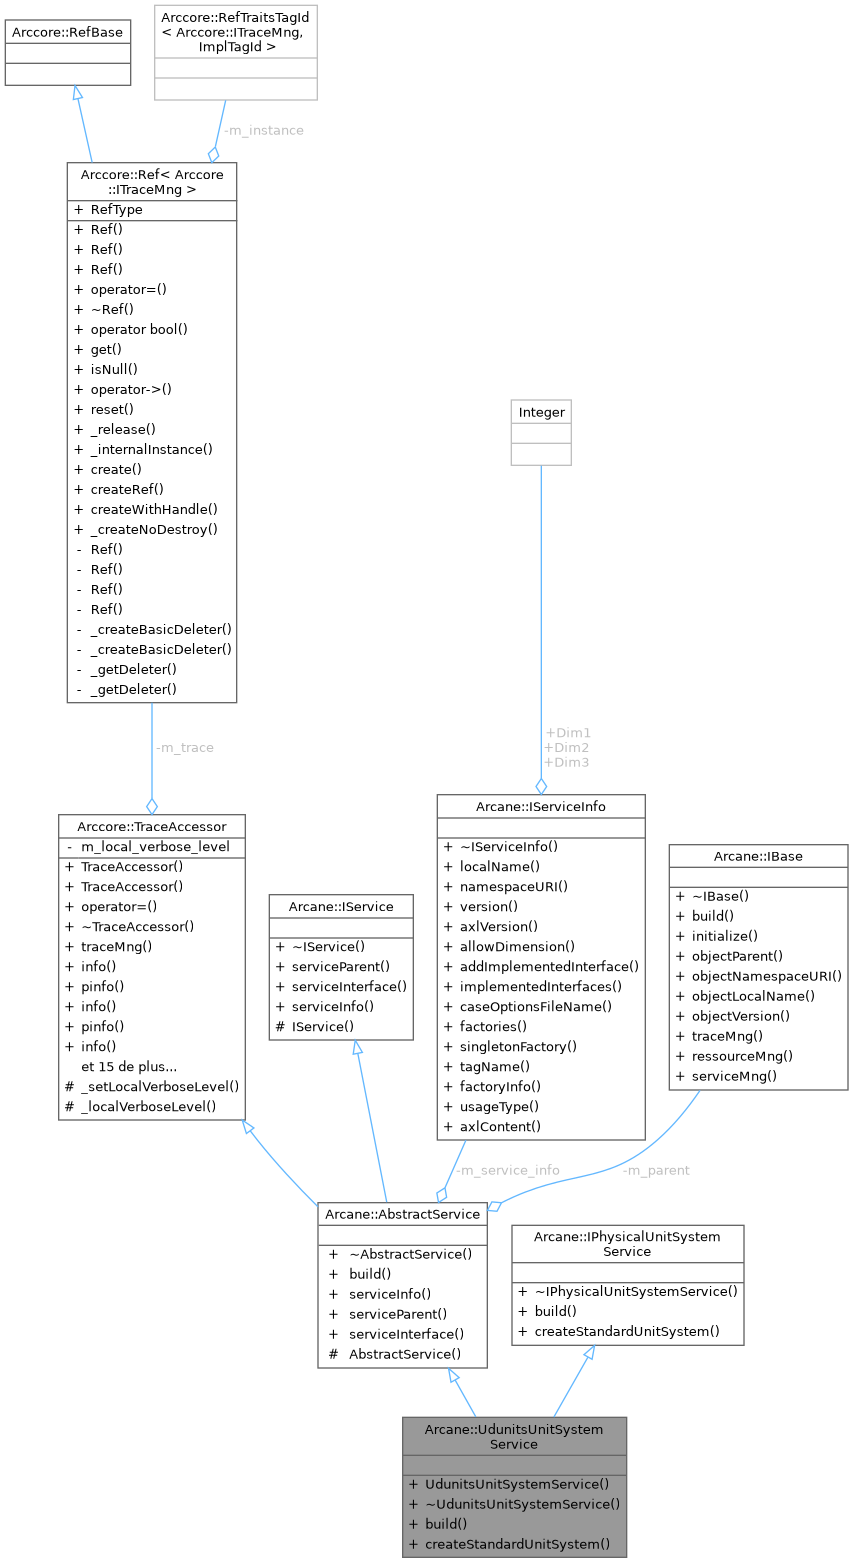 Arccore::RefBase
Arccore::RefTraitsTagId
< Arccore::ITraceMng,
ImplTagId >
-m_instance
Arccore::Ref< Arccore
::ITraceMng >
+ RefType
+ Ref()
+ Ref()
+ Ref()
+ operator=()
+ ~Ref()
+ operator bool()
+ get()
+ isNull()
+ operator->()
+ reset()
+ _release()
+ _internalInstance()
+ create()
+ createRef()
+ createWithHandle()
+ _createNoDestroy()
- Ref()
- Ref()
- Ref()
- Ref()
- _createBasicDeleter()
- _createBasicDeleter()
- _getDeleter()
- _getDeleter()
-m_trace
Integer
+Dim1
+Dim2
+Dim3
Arccore::TraceAccessor
- m_local_verbose_level
+ TraceAccessor()
+ TraceAccessor()
+ operator=()
+ ~TraceAccessor()
+ traceMng()
+ info()
+ pinfo()
+ info()
+ pinfo()
+ info()
et 15 de plus...
# _setLocalVerboseLevel()
# _localVerboseLevel()
Arcane::IService
+ ~IService()
+ serviceParent()
+ serviceInterface()
+ serviceInfo()
# IService()
Arcane::IServiceInfo
+ ~IServiceInfo()
+ localName()
+ namespaceURI()
+ version()
+ axlVersion()
+ allowDimension()
+ addImplementedInterface()
+ implementedInterfaces()
+ caseOptionsFileName()
+ factories()
+ singletonFactory()
+ tagName()
+ factoryInfo()
+ usageType()
+ axlContent()
Arcane::IBase
+ ~IBase()
+ build()
+ initialize()
+ objectParent()
+ objectNamespaceURI()
+ objectLocalName()
+ objectVersion()
+ traceMng()
+ ressourceMng()
+ serviceMng()
-m_service_info
-m_parent
Arcane::AbstractService
+ ~AbstractService()
+ build()
+ serviceInfo()
+ serviceParent()
+ serviceInterface()
# AbstractService()
Arcane::IPhysicalUnitSystem
Service
+ ~IPhysicalUnitSystemService()
+ build()
+ createStandardUnitSystem()
Arcane::UdunitsUnitSystem
Service
+ UdunitsUnitSystemService()
+ ~UdunitsUnitSystemService()
+ build()
+ createStandardUnitSystem()